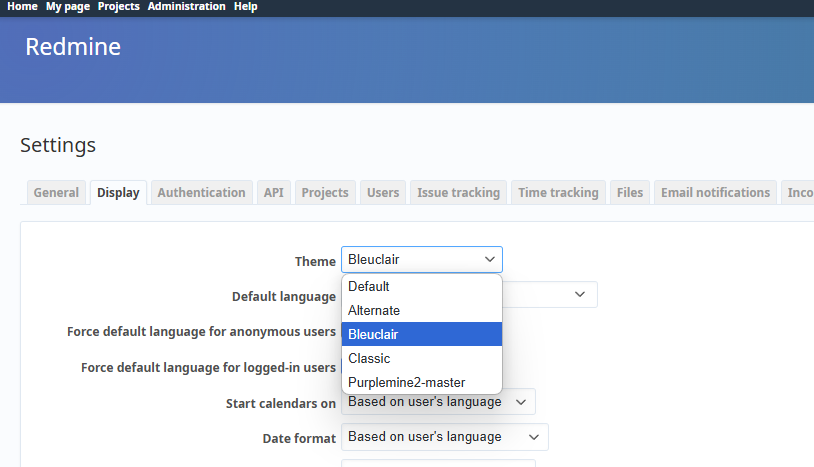 Home My page Projects Administration Help
Redmine
Settings
General Display Authentication API Projects Users Issue tracking Time tracking Files Email notifications Inco
Theme Bleuclair
Default
Default language
Alternate
Force default language for anonymous users Bleuclair
Classic
Force default language for logged-in users
Purplemine2-master
Start calendars on Based on user's language
Date format Based on user's language